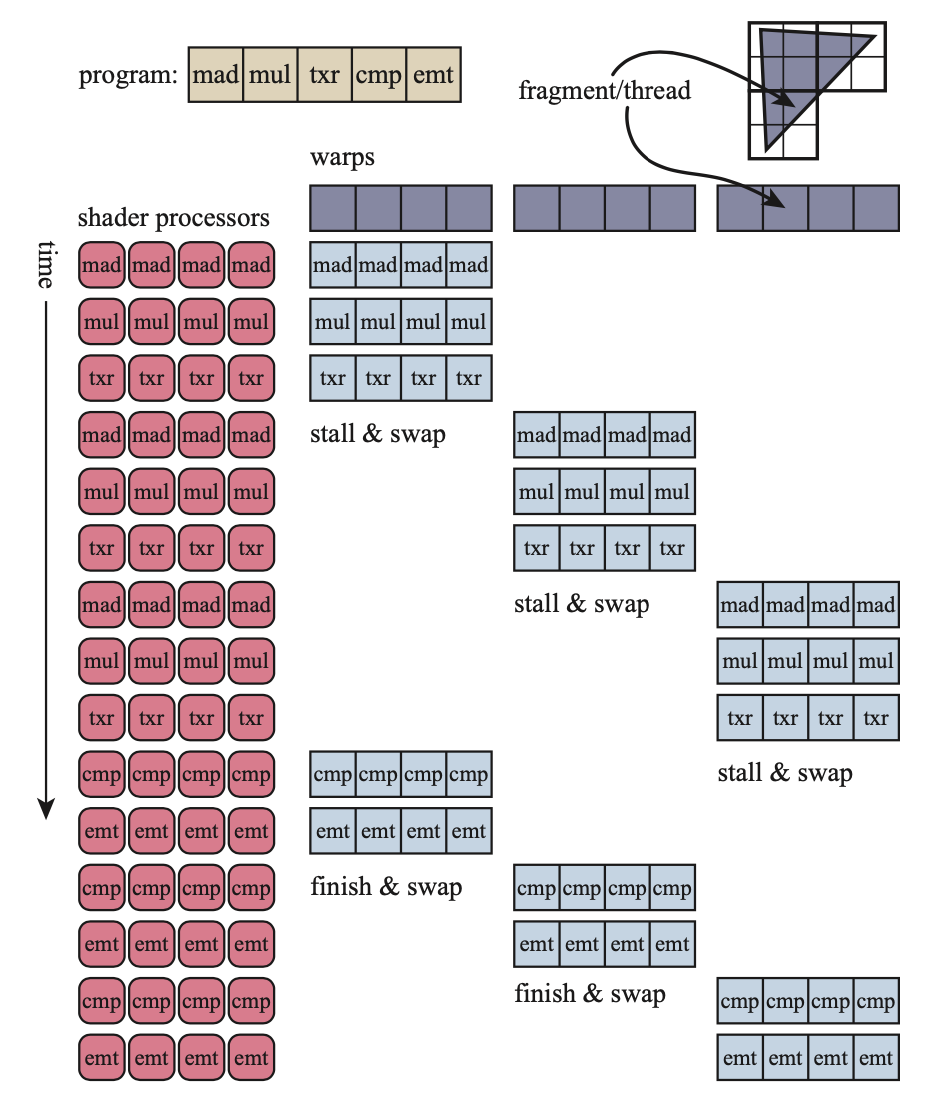 program: mad mul txr cmp emt
fragment/thread
warps
shader processors
time
mad mad mad mad mad mad mad mad
mul mul mul mul mul mul mul mul
txr txr txr txr txr txr txr txr
mad mad mad mad stall & swap mad mad mad mad
mul mul mul mul mul mul mul mul
txr txr txr txr txr txr txr txr
mad mad mad mad stall & swap mad mad mad mad
mul mul mul mul mul mul mul mul
txr txr txr txr txr txr txr txr
cmp cmp cmp cmp cmp cmp cmp cmp stall & swap
emt emt emt emt emt emt emt emt
cmp cmp cmp cmp finish & swap cmp cmp cmp cmp
emt emt emt emt emt emt emt emt
cmp cmp cmp cmp finish & swap cmp cmp cmp cmp
emt emt emt emt emt emt emt emt